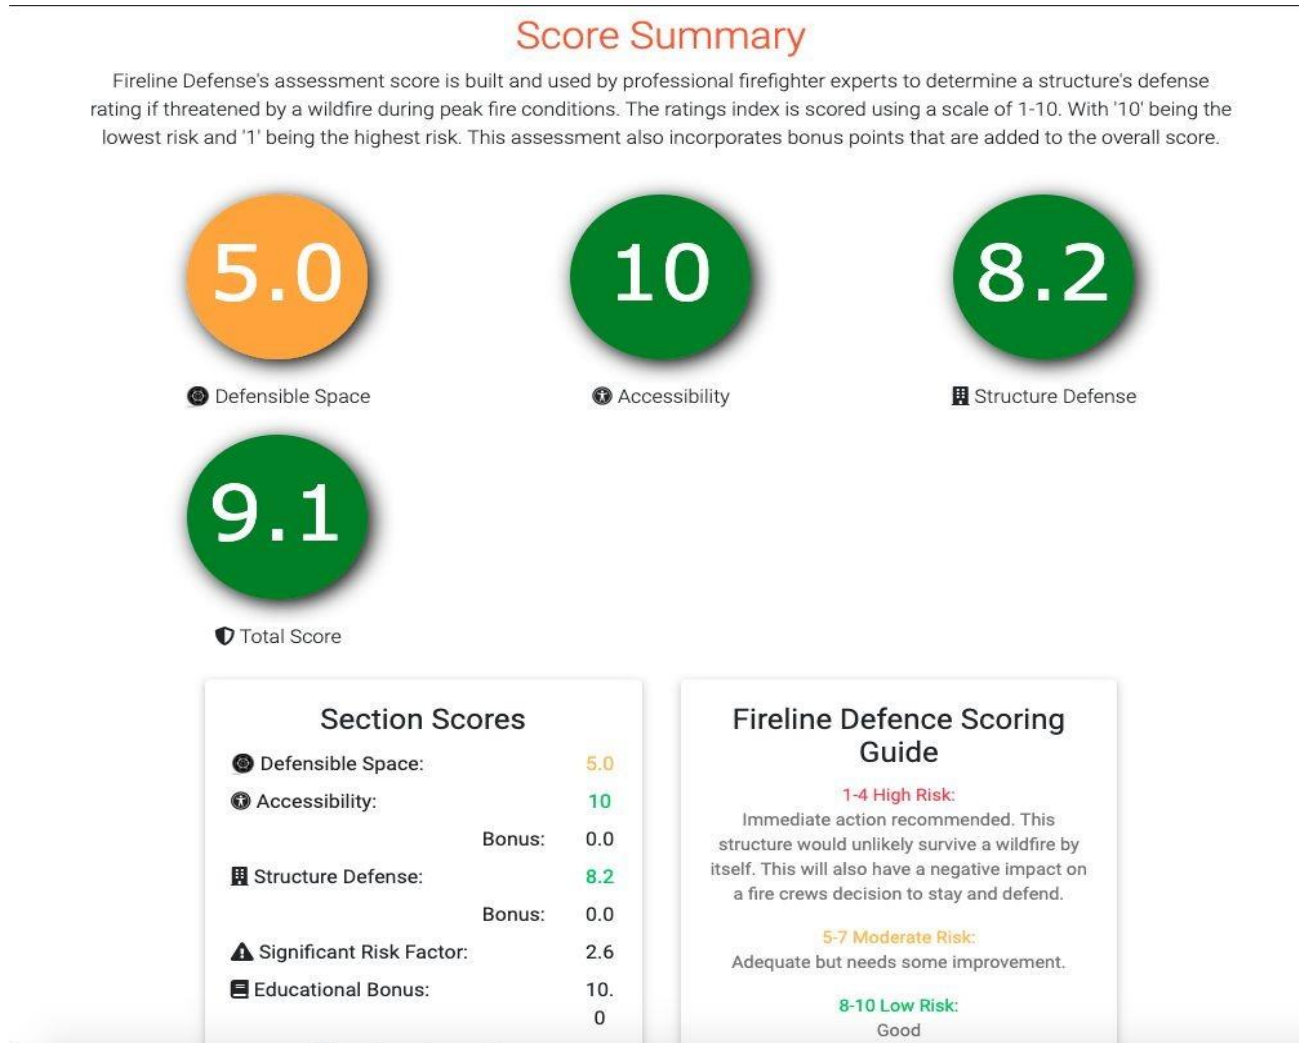 Score Summary
Fireline Defense's assessment score is built and used by professional firefighter experts to determine a structure's defense
rating if threatened by a wildfire during peak fire conditions. The ratings index is scored using a scale of 1-10. With '10' being the
lowest risk and '1' being the highest risk. This assessment also incorporates bonus points that are added to the overall score.
5.0
10
8.2
Defensible Space
Accessibility
Structure Defense
9.1
Total Score
Section Scores
Defensible Space: 5.0
Accessibility: 10
Bonus: 0.0
Structure Defense: 8.2
Bonus: 0.0
Significant Risk Factor: 2.6
Educational Bonus: 10.
0
Fireline Defence Scoring
Guide
1-4 High Risk:
Immediate action recommended. This
structure would unlikely survive a wildfire by
itself. This will also have a negative impact on
a fire crews decision to stay and defend.
5-7 Moderate Risk:
Adequate but needs some improvement.
8-10 Low Risk:
Good